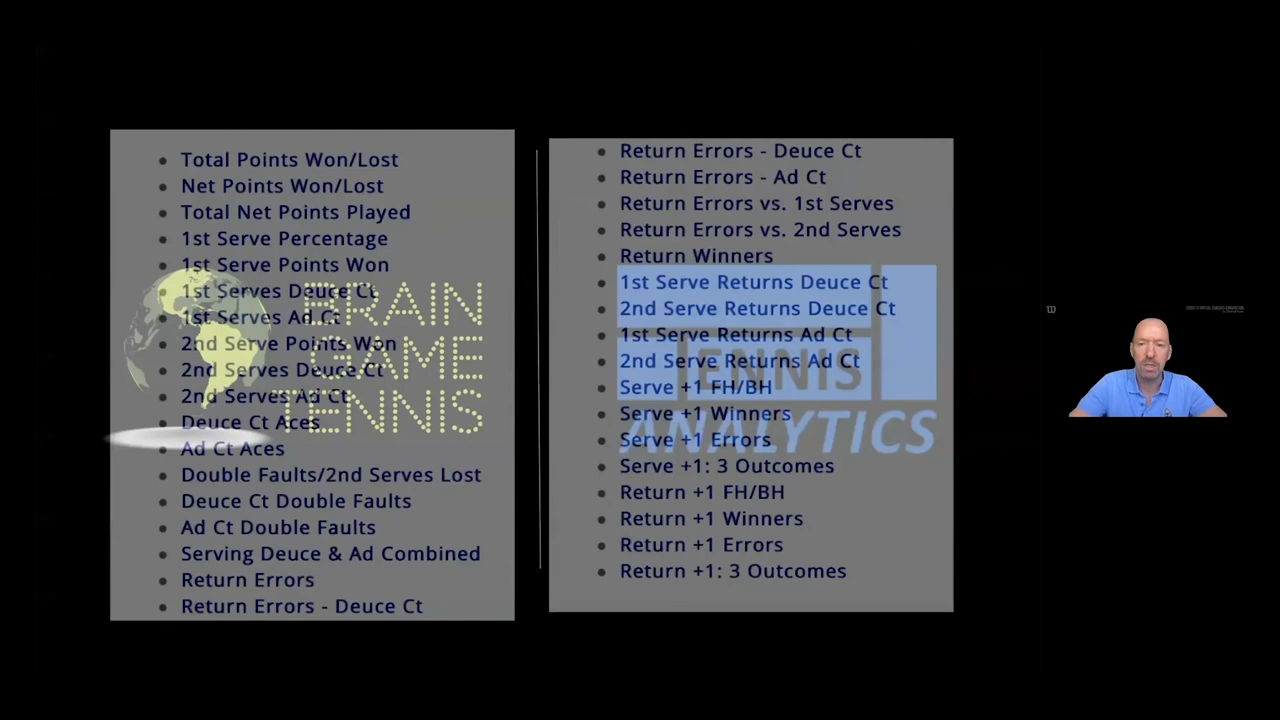 Total Points Won/Lost
Net Points Won/Lost
Total Net Points Played
1st Serve Percentage
1st Serve Points Won
1st Serves Deuce Ct
1st Serves Ad Ct
2nd Serve Points Won
2nd Serves Deuce Ct
2nd Serves Ad Ct
Deuce Ct Aces
Ad Ct Aces
Double Faults/2nd Serves Lost
Deuce Ct Double Faults
Ad Ct Double Faults
Serving Deuce & Ad Combined
Return Errors
Return Errors - Deuce Ct
BRAIN
GAME
TENNIS
Return Errors - Deuce Ct
Return Errors - Ad Ct
Return Errors vs. 1st Serves
Return Errors vs. 2nd Serves
Return Winners
1st Serve Returns Deuce Ct
2nd Serve Returns Deuce Ct
1st Serve Returns Ad Ct
2nd Serve Returns Ad Ct
Serve +1 FH/BH
Serve +1 Winners
Serve +1 Errors
Serve +1: 3 Outcomes
Return +1 FH/BH
Return +1 Winners
Return +1 Errors
Return +1: 3 Outcomes
TENNIS
ANALYTICS